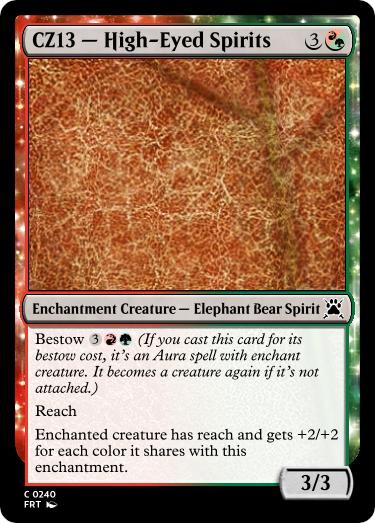 CZ13 — High-Eyed Spirits 3
Enchantment Creature — Elephant Bear Spirit
Bestow 3 (If you cast this card for its
bestow cost, it's an Aura spell with enchant
creature. It becomes a creature again if it's not
attached.)
Reach
Enchanted creature has reach and gets +2/+2
for each color it shares with this
enchantment.
3/3
C 0240
FRT